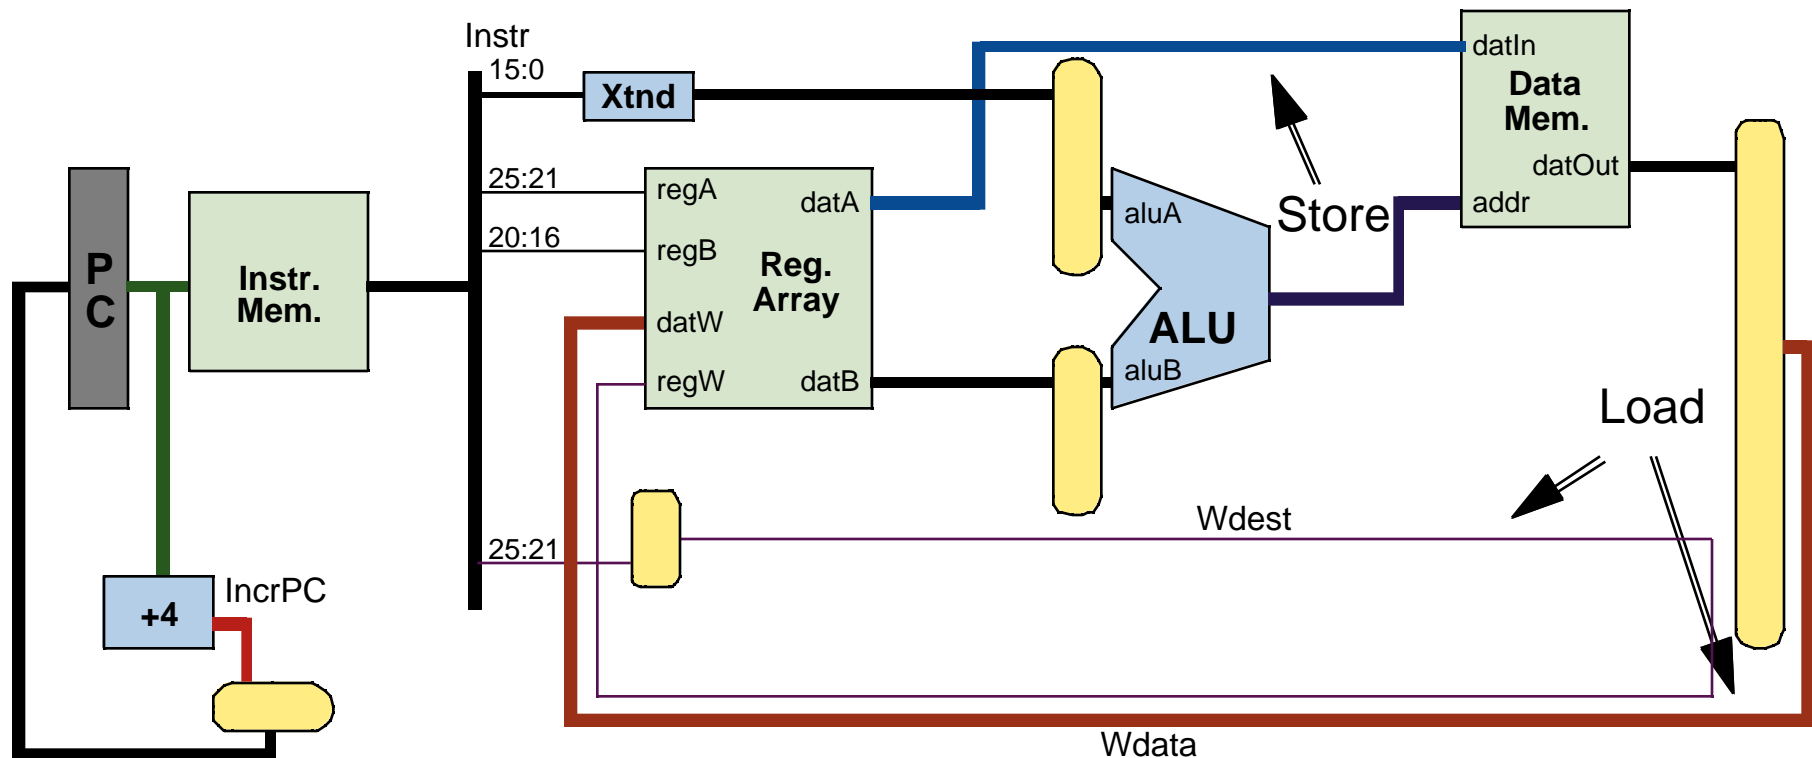 Instr
15:0
Xtnd
datIn
Data
Mem.
datOut
addr
25:21
regA
datA
20:16
regB
Reg.
Array
datW
regW
datB
aluA
ALU
aluB
Store
P
C
Instr.
Mem.
Load
Wdest
25:21
+4
IncrPC
Wdata